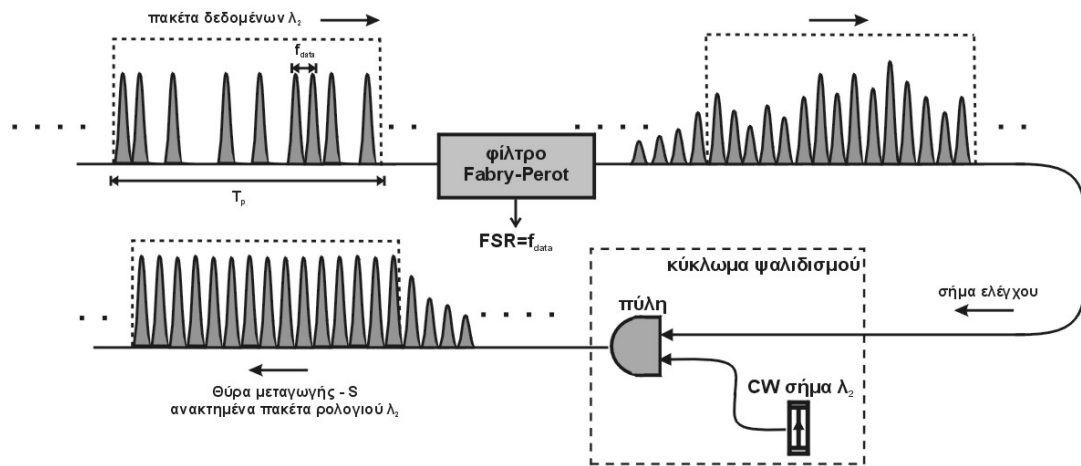 πακέτα δεδομένων λ₂
f_data
T_p
φίλτρο
Fabry-Perot
FSR=f_data
κύκλωμα ψαλιδισμού
πύλη
σήμα ελέγχου
CW σήμα λ₂
Θύρα μεταγωγής - S
ανακτημένα πακέτα ρολογιού λ₂